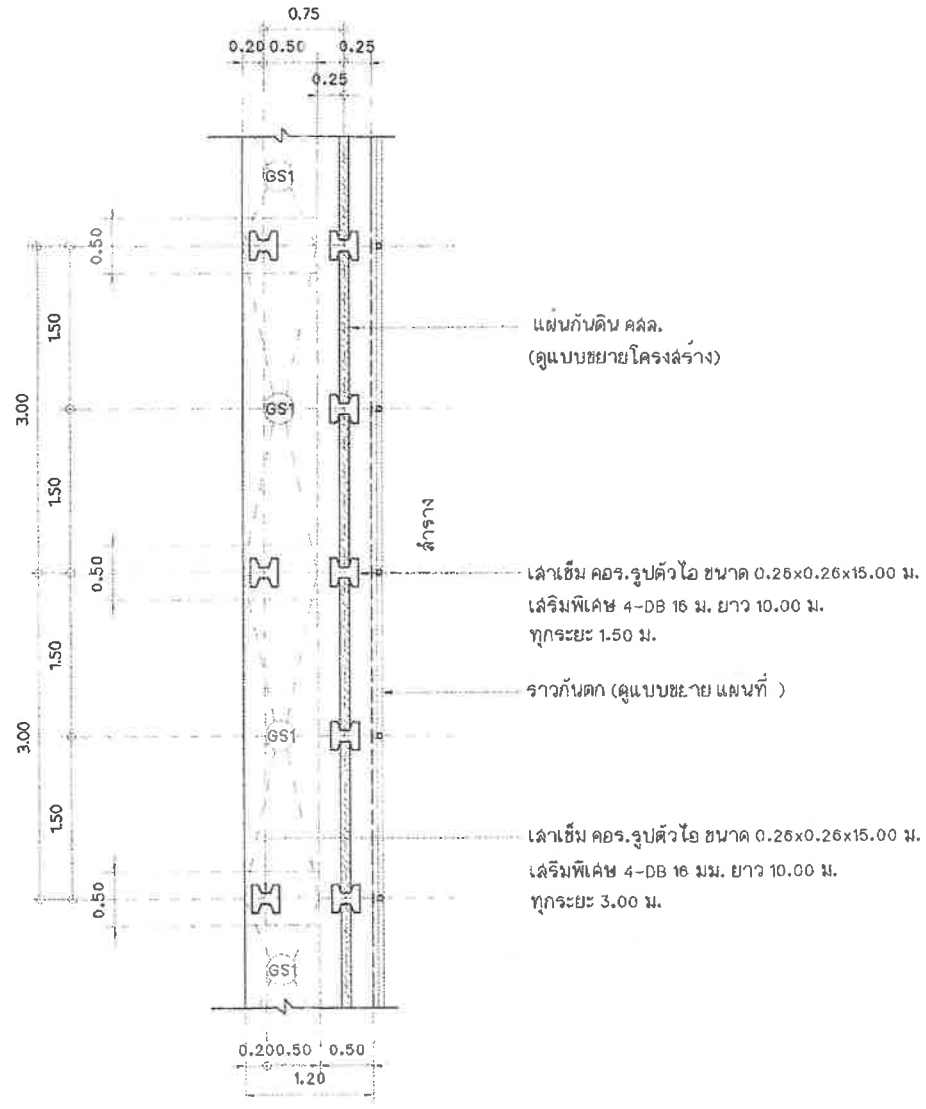 0.75
0.20 0.50 0.25
0.25
GS1
0.50
แผ่นกันดิน คสล.
(ดูแบบขยายโครงสร้าง)
1.50
3.00
GS1
1.50
ลำราง
0.50
เสาเข็ม คอร.รูปตัวไอ ขนาด 0.26x0.26x15.00 ม.
เสริมพิเศษ 4-DB 16 ม. ยาว 10.00 ม.
ทุกระยะ 1.50 ม.
1.50
ราวกันตก (ดูแบบขยาย แผ่นที่ )
3.00
GS1
1.50
เสาเข็ม คอร.รูปตัวไอ ขนาด 0.26x0.26x15.00 ม.
เสริมพิเศษ 4-DB 16 มม. ยาว 10.00 ม.
ทุกระยะ 3.00 ม.
0.50
GS1
0.20 0.50 0.50
1.20